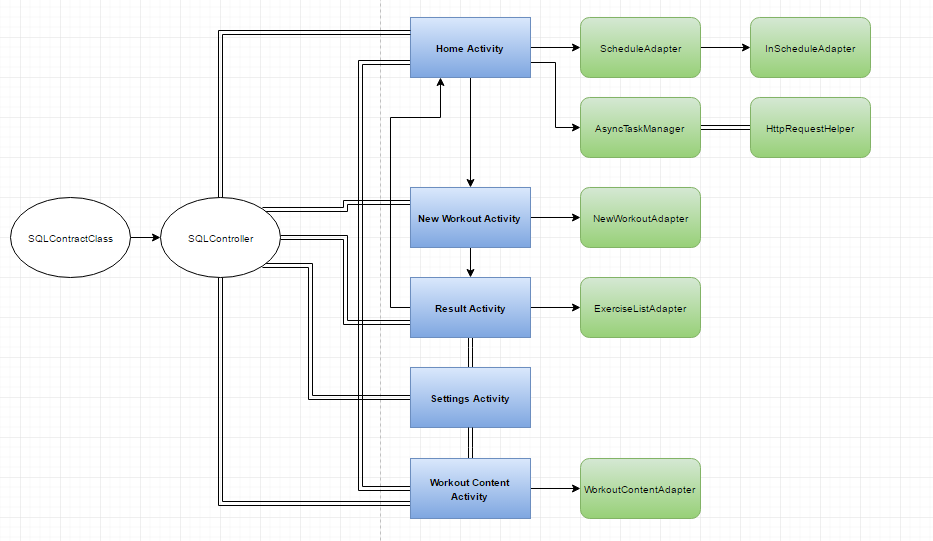 Home Activity
ScheduleAdapter
InScheduleAdapter
AsyncTaskManager
HttpRequestHelper
SQLContractClass
SQLController
New Workout Activity
NewWorkoutAdapter
Result Activity
ExerciseListAdapter
Settings Activity
Workout Content
Activity
WorkoutContentAdapter